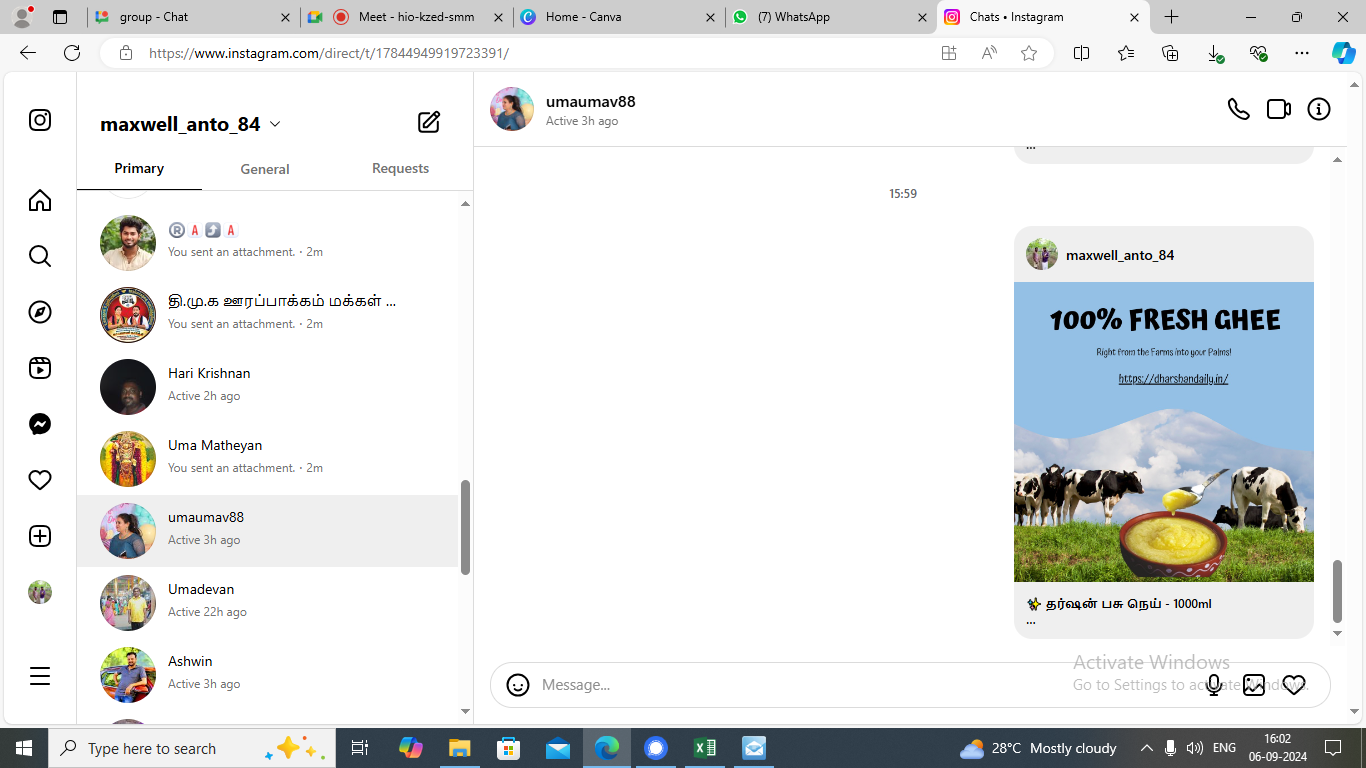 group - Chat
Meet - hio-kzed-smm
Home - Canva
(7) WhatsApp
Chats • Instagram
https://www.instagram.com/direct/t/17844949919723391/
maxwell_anto_84
Primary
General
Requests
®️🅰⤴️🅰
You sent an attachment. · 2m
தி.மு.க ஊரப்பாக்கம் மக்கள் ...
You sent an attachment. · 2m
Hari Krishnan
Active 2h ago
Uma Matheyan
You sent an attachment. · 2m
umaumav88
Active 3h ago
Umadevan
Active 22h ago
Ashwin
Active 3h ago
umaumav88
Active 3h ago
...
15:59
maxwell_anto_84
100% FRESH GHEE
Right from the Farms into your Palms!
https://dharshandaily.in/
✨ தர்ஷன் பசு நெய் - 1000ml
...
Message...
Activate Windows
Go to Settings to activate Windows.
Type here to search
28°C Mostly cloudy
ENG
16:02
06-09-2024